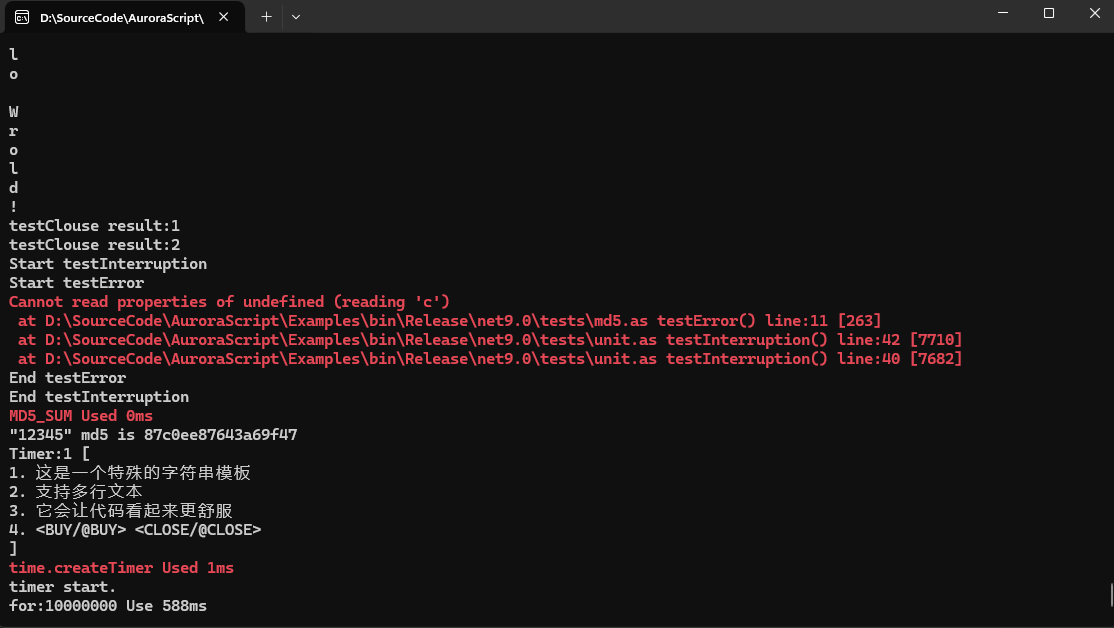 D:\SourceCode\AuroraScript\
l
o
W
r
o
l
d
!
testClouse result:1
testClouse result:2
Start testInterruption
Start testError
Cannot read properties of undefined (reading 'c')
at D:\SourceCode\AuroraScript\Examples\bin\Release\net9.0\tests\md5.as testError() line:11 [263]
at D:\SourceCode\AuroraScript\Examples\bin\Release\net9.0\tests\unit.as testInterruption() line:42 [7710]
at D:\SourceCode\AuroraScript\Examples\bin\Release\net9.0\tests\unit.as testInterruption() line:40 [7682]
End testError
End testInterruption
MD5_SUM Used 0ms
"12345" md5 is 87c0ee87643a69f47
Timer:1 [
1. 这是一个特殊的字符串模板
2. 支持多行文本
3. 它会让代码看起来更舒服
4. <BUY/@BUY> <CLOSE/@CLOSE>
]
time.createTimer Used 1ms
timer start.
for:10000000 Use 588ms